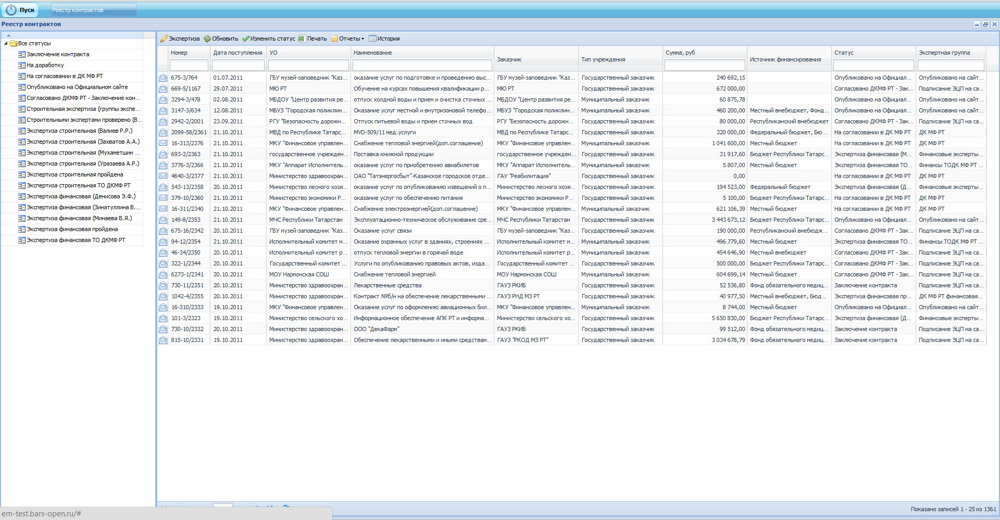 Пуск
Реестр контрактов
Реестр контрактов
Все статусы
Заключение контракта
На доработку
На согласовании в ДК МФ РТ
Опубликовано на Официальном сайте
Согласовано ДКМФ РТ - Заключение кон...
Строительная экспертиза (группы экспе...
Строительными экспертами проверено (В...
Экспертиза строительная (Валиев Р.Р.)
Экспертиза строительная (Захватов А.А.)
Экспертиза строительная (Мухаметшин ...
Экспертиза строительная (Уразаева А.Р.)
Экспертиза строительная пройдена
Экспертиза строительная ТО ДКМФ РТ
Экспертиза финансовая (Денисова Э.Ф.)
Экспертиза финансовая (Зинатуллина В....
Экспертиза финансовая (Минаева В.Я.)
Экспертиза финансовая пройдена
Экспертиза финансовая ТО ДКМФ РТ
Экспертиза Обновить Изменить статус Печать Отчеты История
Номер Дата поступления УО Наименование Заказчик Тип учреждения Сумма, руб Источник финансирования Статус Экспертная группа
675-3/764 01.07.2011 ГБУ музей-заповедник "Каз... оказание услуг по подготовке и проведению выс... ГБУ музей-заповедник "Каз... Государственный заказчик 240 692,15 Опубликовано на Официал... Опубликовано на сайт...
669-5/1167 29.07.2011 МЮ РТ Обучение на курсах повышения квалификации р... МЮ РТ Государственный заказчик 672 000,00 Согласовано ДКМФ РТ - Зак... Подписание ЭЦП на са...
3294-3/478 02.08.2011 МБДОУ "Центр развития ре... отпуск холдной воды и прием и очистка сточных ... МБДОУ "Центр развития ре... Муниципальный заказчик 60 875,78 Опубликовано на Официал... Опубликовано на сайт...
3147-3/634 12.08.2011 МБУЗ "Городская поликлин... Оказание услуг местной и внутризоновой телефо... МБУЗ "Городская поликлин... Муниципальный заказчик 460 200,00 Местный внебюджет, Фонд... Опубликовано на Официал... Опубликовано на сайт...
2942-2/2001 23.09.2011 РГУ "Безопасность дорожн... Отпуск питьевой воды и прием сточных вод РГУ "Безопасность дорожн... Государственный заказчик 80 000,00 Республиканский внебюджет Согласовано ДКМФ РТ - Зак... Подписание ЭЦП на са...
2099-58/2361 21.10.2011 МВД по Республике Татарс... MVD-509/11 мед.услуги МВД по Республике Татарс... Государственный заказчик 320 000,00 Федеральный бюджет, Бю... На согласовании в ДК МФ РТ ДК МФ РТ
16-313/2376 21.10.2011 МКУ "Финансовое управлен... Снабжение тепловой энергией(доп.соглашение) МКУ "Финансовое управлен... Муниципальный заказчик 1 041 600,00 Местный бюджет На согласовании в ДК МФ РТ ДК МФ РТ
693-2/2363 21.10.2011 государственное учрежден... Поставка книжной продукции государственное учрежден... Государственный заказчик 31 917,60 Бюджет Республики Татарс... Экспертиза финансовая (М... Финансовые эксперты...
3776-3/2366 21.10.2011 МКУ "Аппарат Исполнитель... оказание услуг по приобретению авиабилетов МКУ "Аппарат Исполнитель... Муниципальный заказчик 5 807,00 Местный бюджет Экспертиза финансовая ТО... Финансы ТОДК МФ РТ ...
4640-3/2377 21.10.2011 Министерство здравоохран... ОАО "Татэнергосбыт"-Казанское городское отде... ГАУ "Реабилитация" Государственный заказчик 0,00 На согласовании в ДК МФ РТ ДК МФ РТ
543-13/2358 20.10.2011 Министерство лесного хозя... оказание услуг по опубликованию извещений о п... Министерство лесного хозя... Государственный заказчик 194 523,00 Федеральный бюджет Экспертиза финансовая (Д... Финансовые эксперты...
379-10/2360 21.10.2011 Министерство экономики Р... оказание услуг по обеспечению питания Министерство экономики Р... Государственный заказчик 5 100,00 Бюджет Республики Татарс... На согласовании в ДК МФ РТ ДК МФ РТ
16-311/2340 21.10.2011 МКУ "Финансовое управлен... Снабжение электроэнергией(доп.соглашение) МКУ "Финансовое управлен... Муниципальный заказчик 621 106,39 Местный бюджет На согласовании в ДК МФ РТ ДК МФ РТ
149-8/2353 21.10.2011 МЧС Республики Татарстан Эксплуатационно-техническое обслуживание сре... МЧС Республики Татарстан Государственный заказчик 3 443 673,12 Бюджет Республики Татарс... Опубликовано на Официал... Опубликовано на сайт...
675-16/2342 20.10.2011 ГБУ музей-заповедник "Каз... Оказание услуг связи ГБУ музей-заповедник "Каз... Государственный заказчик 190 000,00 Республиканский внебюдж... Согласовано ДКМФ РТ - Зак... Подписание ЭЦП на са...
94-12/2354 21.10.2011 Исполнительный комитет м... Оказание охранных услуг в зданиях, строениях ... Исполнительный комитет м... Муниципальный заказчик 496 779,60 Местный бюджет Экспертиза финансовая ТО... Финансы ТОДК МФ РТ ...
46-34/2350 20.10.2011 Исполнительный комитет р... отпуск тепловой энергии в горячей воде Исполнительный комитет р... Муниципальный заказчик 454 646,90 Местный внебюджет Согласовано ДКМФ РТ - Зак... Подписание ЭЦП на са...
322-1/2344 20.10.2011 Государственный комитет ... Услуги по опубликованию правовых актов, изда... Государственный комитет ... Государственный заказчик 500 000,00 Бюджет Республики Татарс... Согласовано ДКМФ РТ - Зак... Подписание ЭЦП на са...
6273-1/2341 20.10.2011 МОУ Нармонская СОШ Снабжение тепловой энергией МОУ Нармонская СОШ Муниципальный заказчик 604 699,14 Местный бюджет Согласовано ДКМФ РТ - Зак... Подписание ЭЦП на са...
730-11/2351 20.10.2011 Министерство здравоохран... Лекарственные средства ГАУЗ РКИБ Государственный заказчик 52 536,80 Фонд обязательного медиц... Заключение контракта Подписание ЭЦП на са...
1042-4/2355 20.10.2011 Министерство здравоохран... Контракт №б/н на обеспечение лекарственными ... ГАУЗ РНД МЗ РТ Государственный заказчик 40 977,50 Местный внебюджет, Бюд... Экспертиза финансовая пр... ДК МФ РТ финансовая...
16-310/2333 19.10.2011 МКУ "Финансовое управлен... Оказание услуг по оформлению авиационных бил... МКУ "Финансовое управлен... Муниципальный заказчик 8 744,00 Местный бюджет Опубликовано на Официал... Опубликовано на сайт...
101-3/2323 19.10.2011 Министерство сельского хо... Информационное обеспечение АПК РТ и информа... Министерство сельского хо... Государственный заказчик 5 650 830,00 Бюджет Республики Татарс... Экспертиза финансовая (Д... Финансовые эксперты...
730-10/2332 20.10.2011 Министерство здравоохран... ООО "ДекаФарм" ГАУЗ РКИБ Государственный заказчик 99 512,00 Фонд обязательного медиц... Заключение контракта Подписание ЭЦП на са...
815-10/2331 19.10.2011 Министерство здравоохран... Обеспечение лекарственными и иными средствам... ГАУЗ "РКОД МЗ РТ" Государственный заказчик 3 034 678,79 Фонд обязательного медиц... Заключение контракта Подписание ЭЦП на са...
Показано записей 1 - 25 из 1361
em-test.bars-open.ru/#